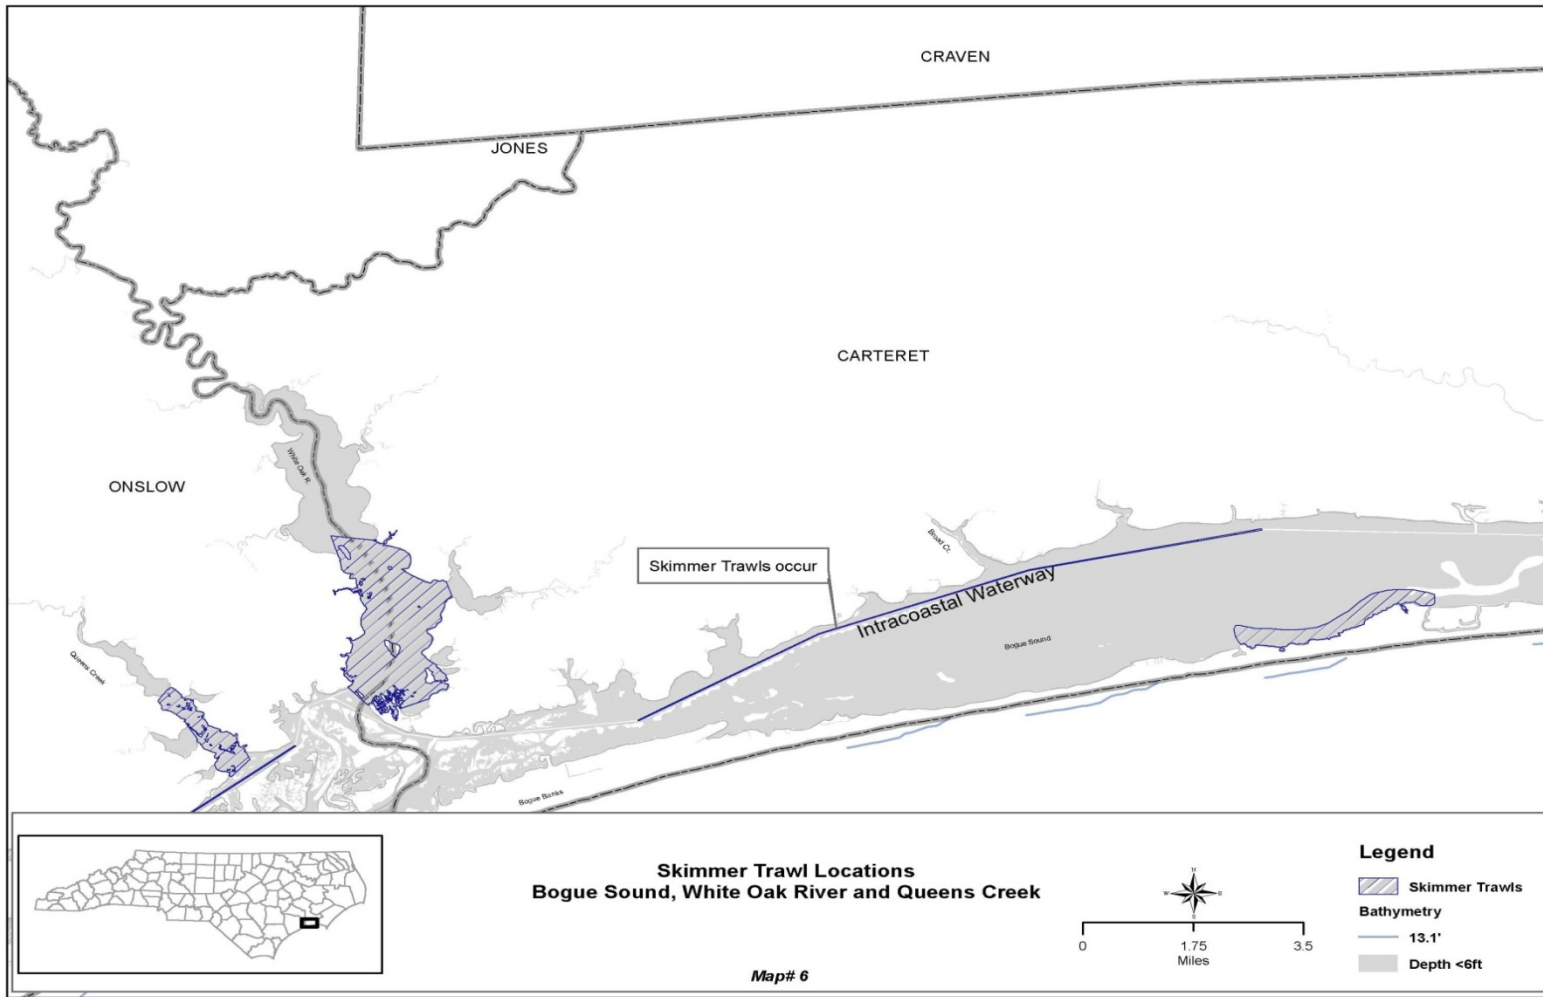 CRAVEN
JONES
CARTERET
White Oak R.
ONSLOW
Broad Cr.
Skimmer Trawls occur
Intracoastal Waterway
Bogue Sound
Queens Creek
Bogue Banks
Skimmer Trawl Locations
Bogue Sound, White Oak River and Queens Creek
Map# 6
N
W
E
S
0
1.75
3.5
Miles
Legend
Skimmer Trawls
Bathymetry
13.1'
Depth <6ft